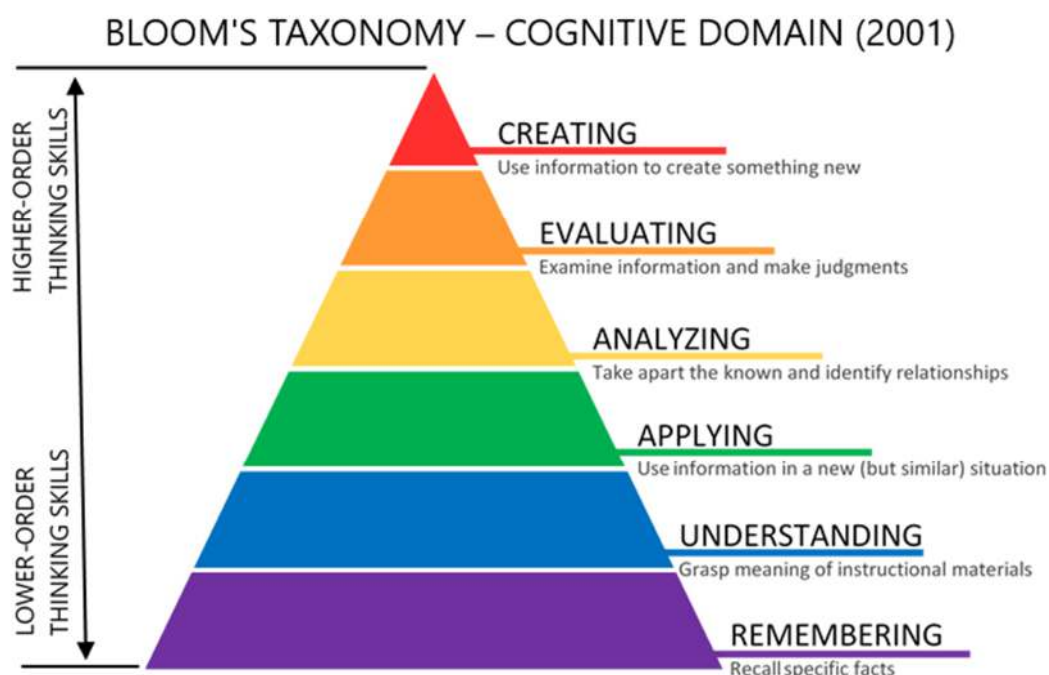 BLOOM'S TAXONOMY – COGNITIVE DOMAIN (2001)
HIGHER-ORDER
THINKING SKILLS
LOWER-ORDER
THINKING SKILLS
CREATING
Use information to create something new
EVALUATING
Examine information and make judgments
ANALYZING
Take apart the known and identify relationships
APPLYING
Use information in a new (but similar) situation
UNDERSTANDING
Grasp meaning of instructional materials
REMEMBERING
Recall specific facts